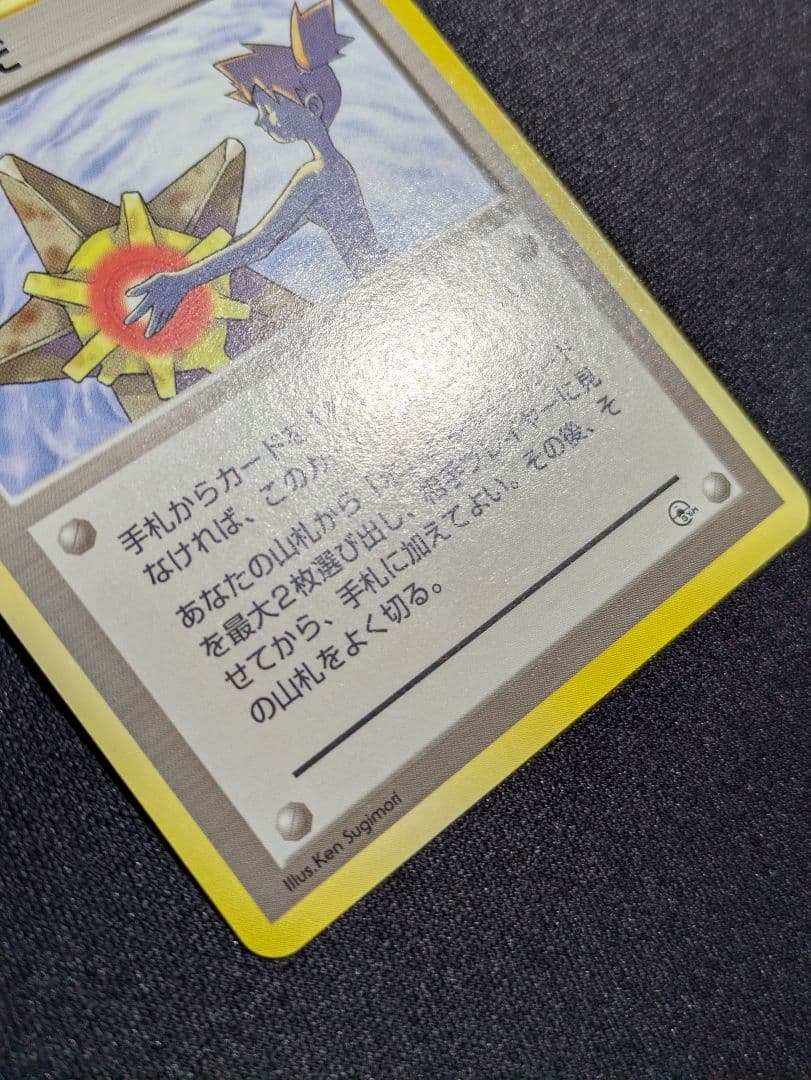 手札からカードを
なければ、このカ
あなたの山札から「
を最大2枚選び出し、相手プレイヤーに見
せてから、手札に加えてよい。その後、そ
の山札をよく切る。
Illus.Ken Sugimori